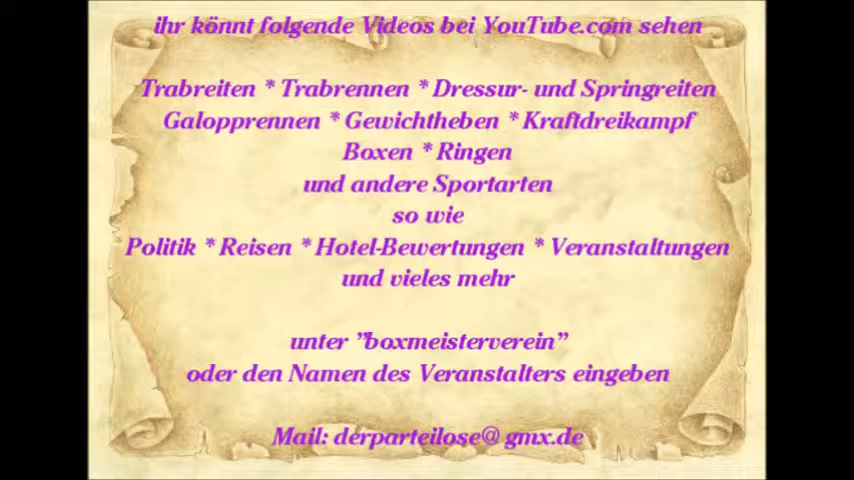 ihr könnt folgende Videos bei YouTube.com sehen
Trabreiten * Trabrennen * Dressur- und Springreiten
Galopprennen * Gewichtheben * Kraftdreikampf
Boxen * Ringen
und andere Sportarten
so wie
Politik * Reisen * Hotel-Bewertungen * Veranstaltungen
und vieles mehr
unter "boxmeisterverein"
oder den Namen des Veranstalters eingeben
Mail: derparteilose@gmx.de